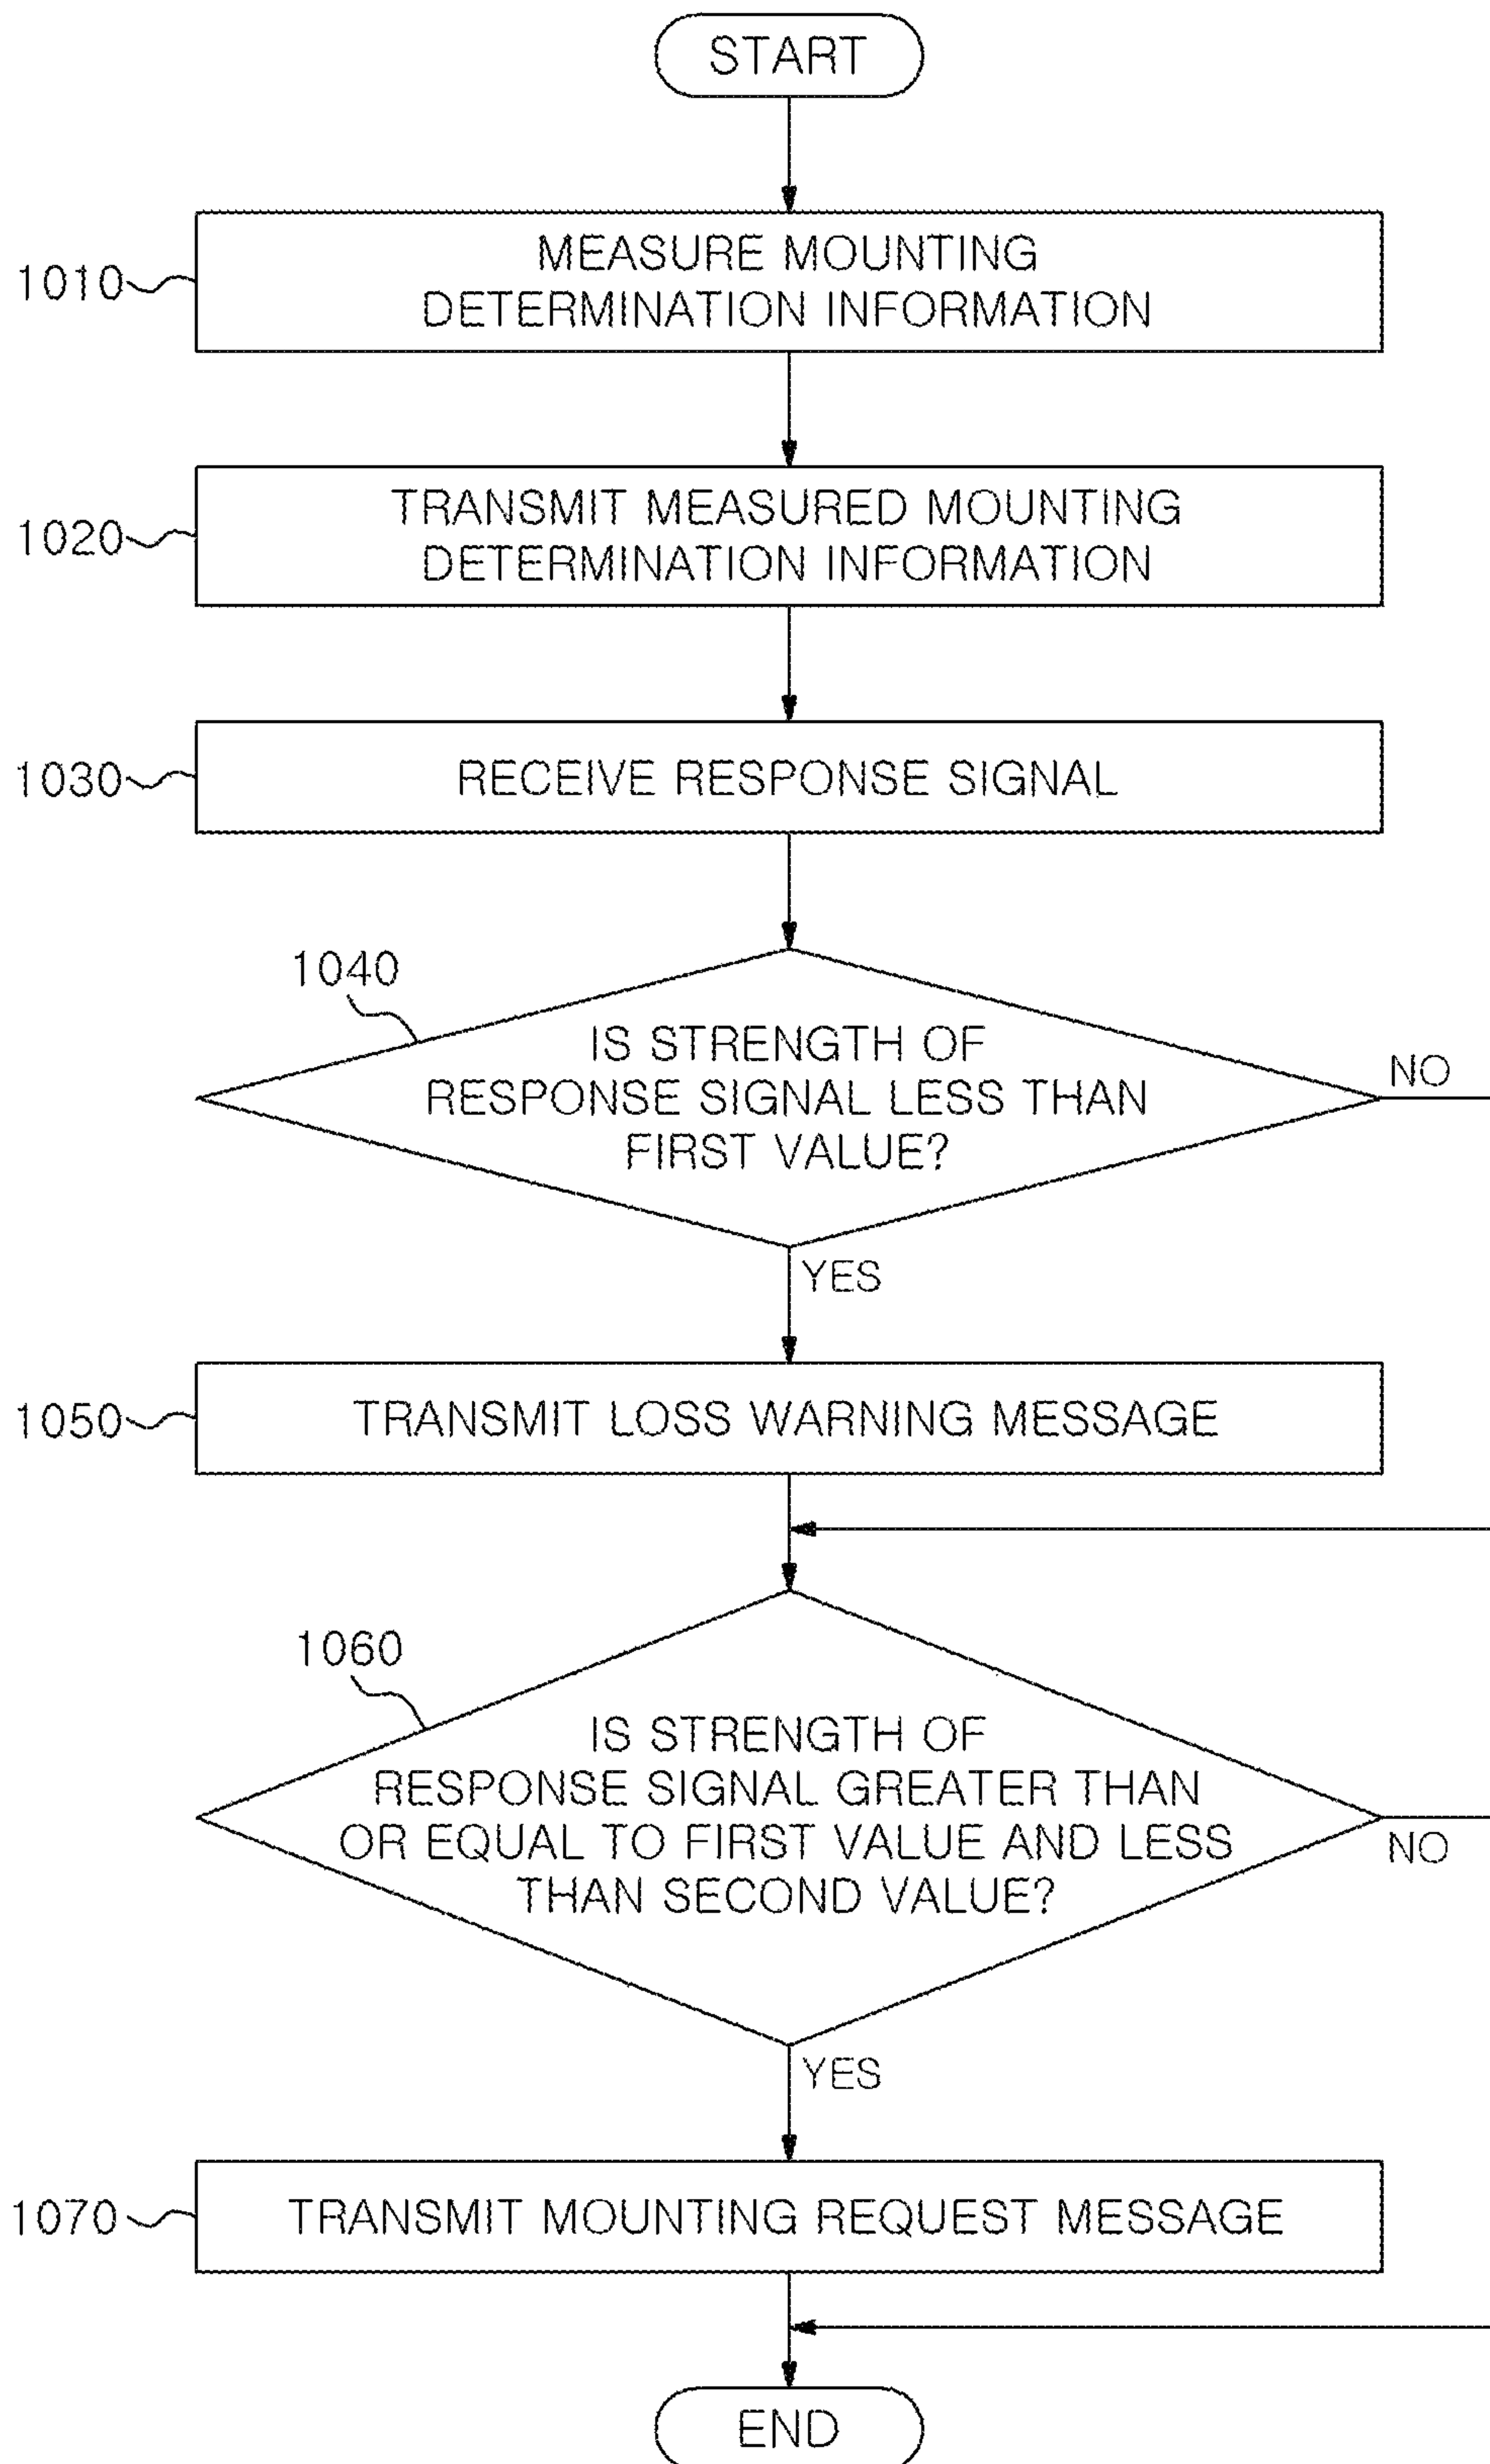 START
1010
MEASURE MOUNTING
DETERMINATION INFORMATION
1020
TRANSMIT MEASURED MOUNTING
DETERMINATION INFORMATION
1030
RECEIVE RESPONSE SIGNAL
1040
IS STRENGTH OF
RESPONSE SIGNAL LESS THAN
FIRST VALUE?
NO
YES
1050
TRANSMIT LOSS WARNING MESSAGE
1060
IS STRENGTH OF
RESPONSE SIGNAL GREATER THAN
OR EQUAL TO FIRST VALUE AND LESS
THAN SECOND VALUE?
NO
YES
1070
TRANSMIT MOUNTING REQUEST MESSAGE
END